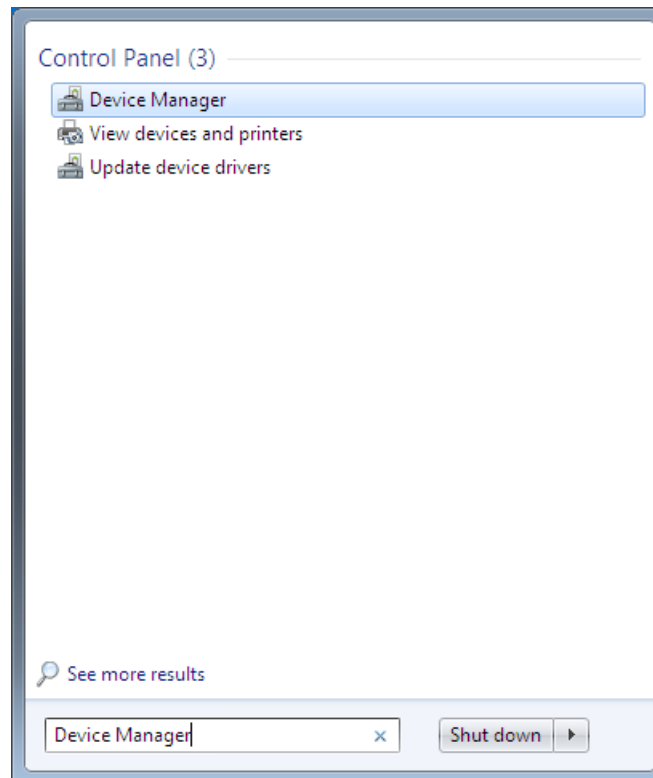 Control Panel (3)
Device Manager
View devices and printers
Update device drivers
See more results
Device Manager
Shut down